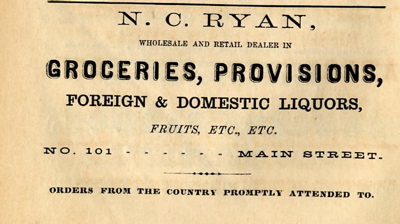 N. C. RYAN,
WHOLESALE AND RETAIL DEALER IN
GROCERIES, PROVISIONS,
FOREIGN & DOMESTIC LIQUORS,
FRUITS, ETC., ETC.
NO. 101 - - - - - - MAIN STREET.
ORDERS FROM THE COUNTRY PROMPTLY ATTENDED TO.